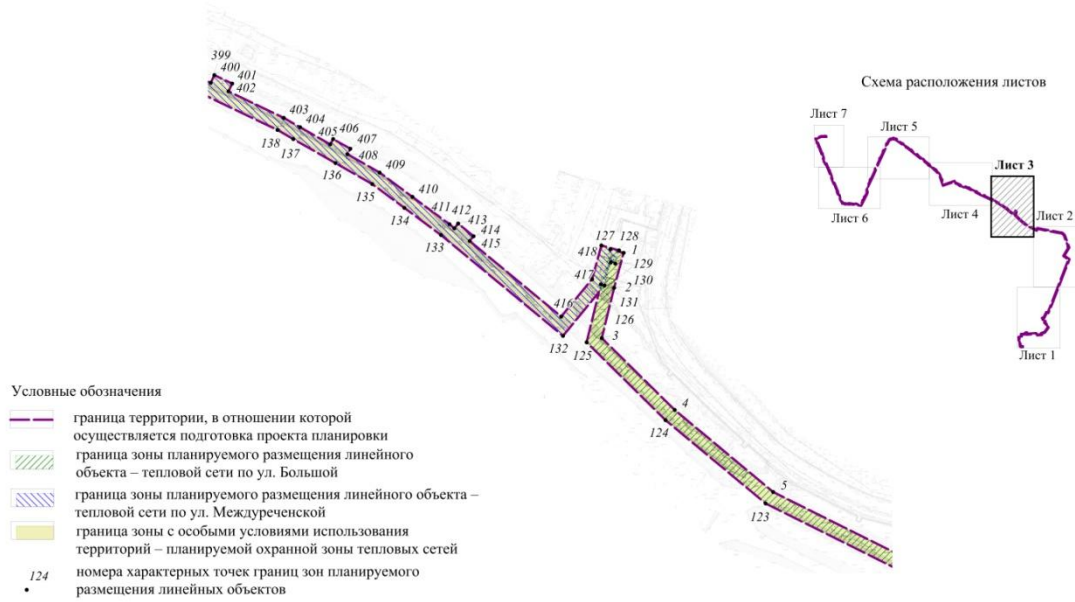 399
400
401
402
403
404
405
406
407
408
409
410
411
412
413
414
415
138
137
136
135
134
133
127
128
418
1
129
417
130
2
131
416
126
132
125
3
4
124
5
123
Схема расположения листов
Лист 7
Лист 5
Лист 3
Лист 2
Лист 6
Лист 4
Лист 1
Условные обозначения
граница территории, в отношении которой
осуществляется подготовка проекта планировки
граница зоны планируемого размещения линейного
объекта – тепловой сети по ул. Большой
граница зоны планируемого размещения линейного объекта –
тепловой сети по ул. Междуреченской
граница зоны с особыми условиями использования
территорий – планируемой охранной зоны тепловых сетей
124 номера характерных точек границ зон планируемого
размещения линейных объектов